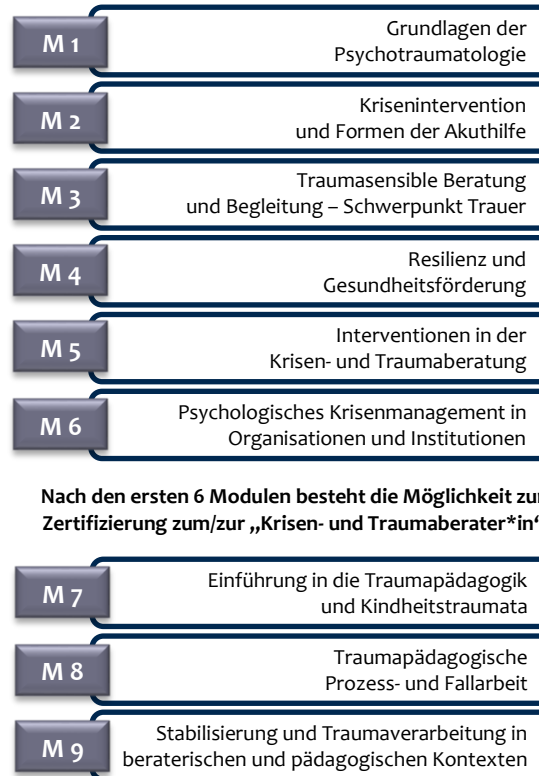 M 1
Grundlagen der
Psychotraumatologie
M 2
Krisenintervention
und Formen der Akuthilfe
M 3
Traumasensible Beratung
und Begleitung – Schwerpunkt Trauer
M 4
Resilienz und
Gesundheitsförderung
M 5
Interventionen in der
Krisen- und Traumaberatung
M 6
Psychologisches Krisenmanagement in
Organisationen und Institutionen
Nach den ersten 6 Modulen besteht die Möglichkeit zur
Zertifizierung zum/zur „Krisen- und Traumaberater*in“
M 7
Einführung in die Traumapädagogik
und Kindheitstraumata
M 8
Traumapädagogische
Prozess- und Fallarbeit
M 9
Stabilisierung und Traumaverarbeitung in
beraterischen und pädagogischen Kontexten